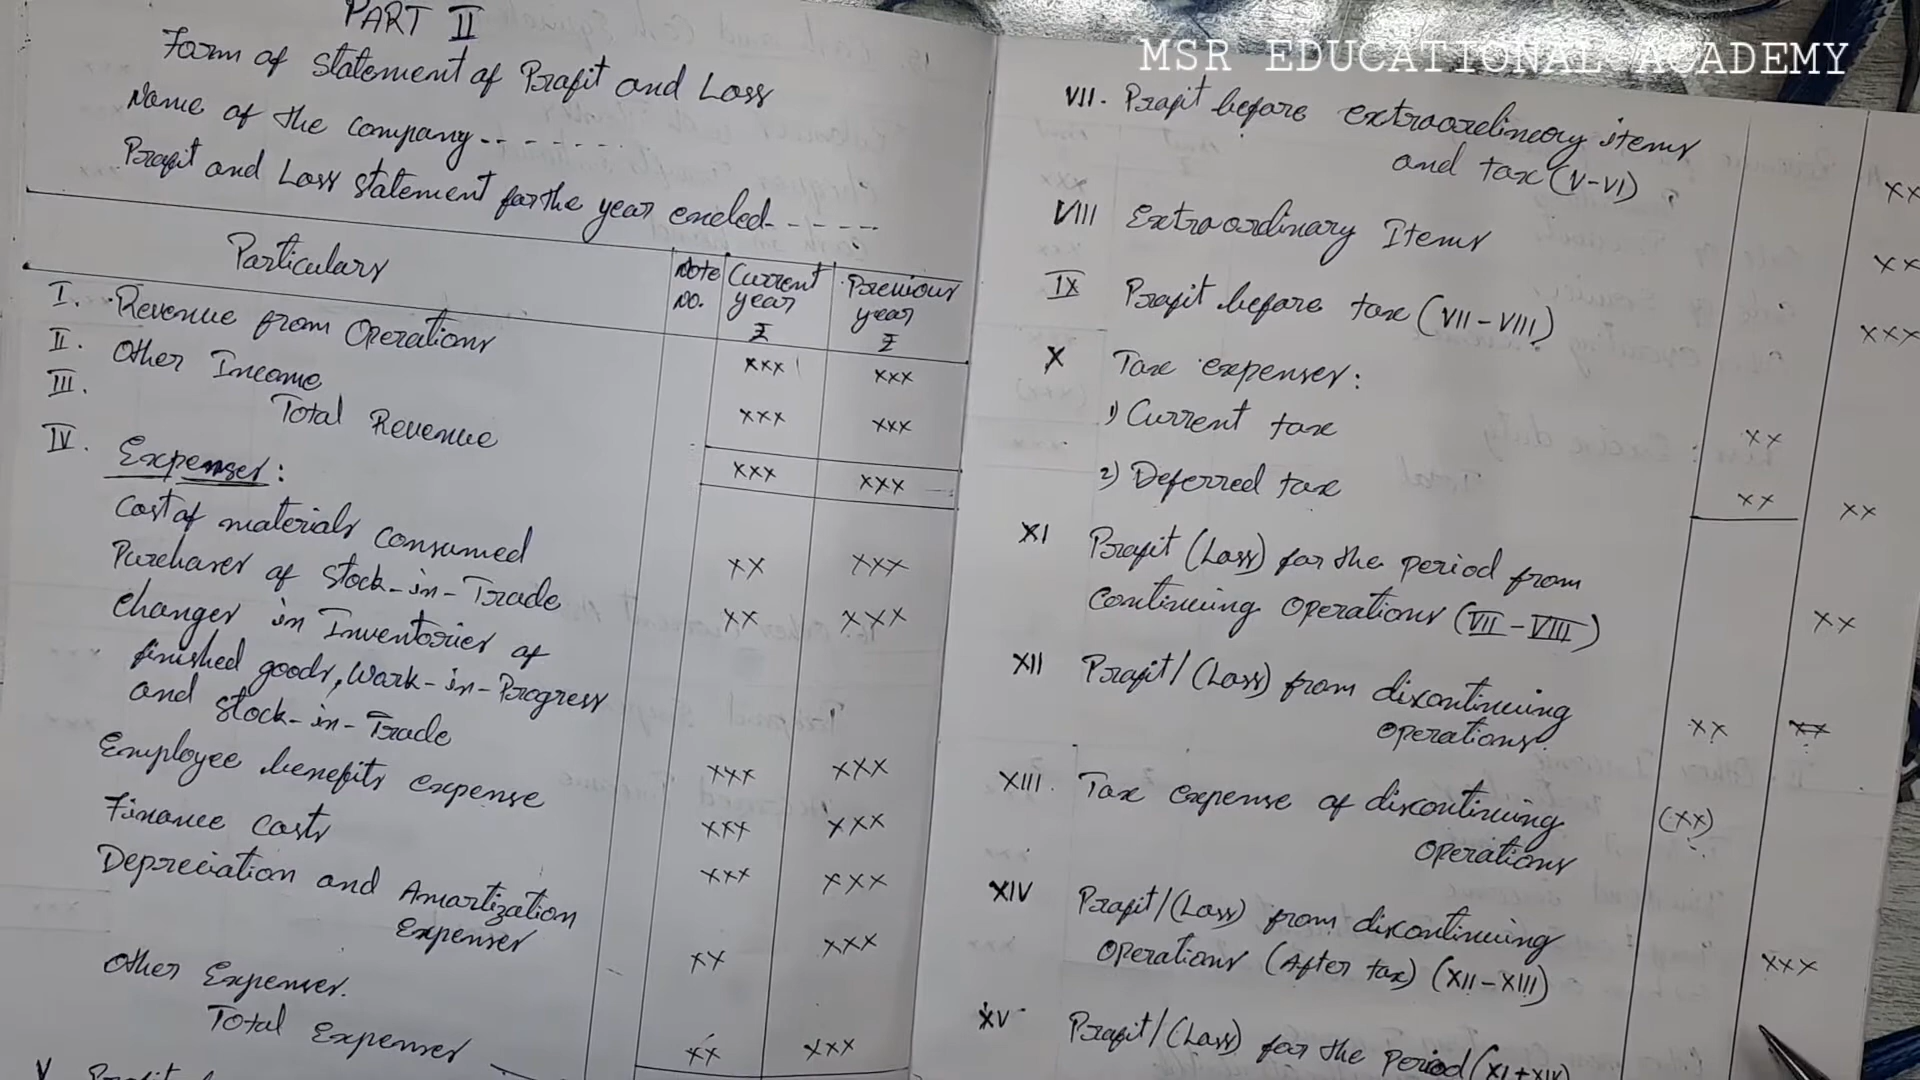 MSR EDUCATIONAL ACADEMY
PART II
Form of Statement of Profit and Loss
Name of the Company - - - - - - -
Profit and Loss Statement for the year ended - - - - -
Particulars Note No. Current year ₹ Previous year ₹
I. Revenue from Operations xxx xxx
II. Other Income xxx xxx
III. Total Revenue xxx xxx
IV. Expenses:
Cost of materials Consumed xx xxx
Purchases of Stock-in-Trade xx xxx
Changes in Inventories of
finished goods, Work-in-Progress
and Stock-in-Trade xxx xxx
Employee benefits expense xxx xxx
Finance Costs xxx xxx
Depreciation and Amortization
Expenses xx xxx
Other Expenses.
Total Expenses xx xxx
V
VII. Profit before extraordinary items
and tax (V-VI) xx
VIII Extraordinary Items xx
IX Profit before tax (VII-VIII) xxx
X Tax expenses:
1) Current tax xx
2) Deferred tax xx xx
XI Profit (Loss) for the period from
Continuing Operations (VII-VIII) xx
XII Profit/(Loss) from discontinuing
Operations. xx xx
XIII. Tax expense of discontinuing (xx)
Operations
XIV Profit/(Loss) from discontinuing
Operations (After tax) (XII-XIII) xxx
XV Profit/(Loss) for the period (XI+XIV)